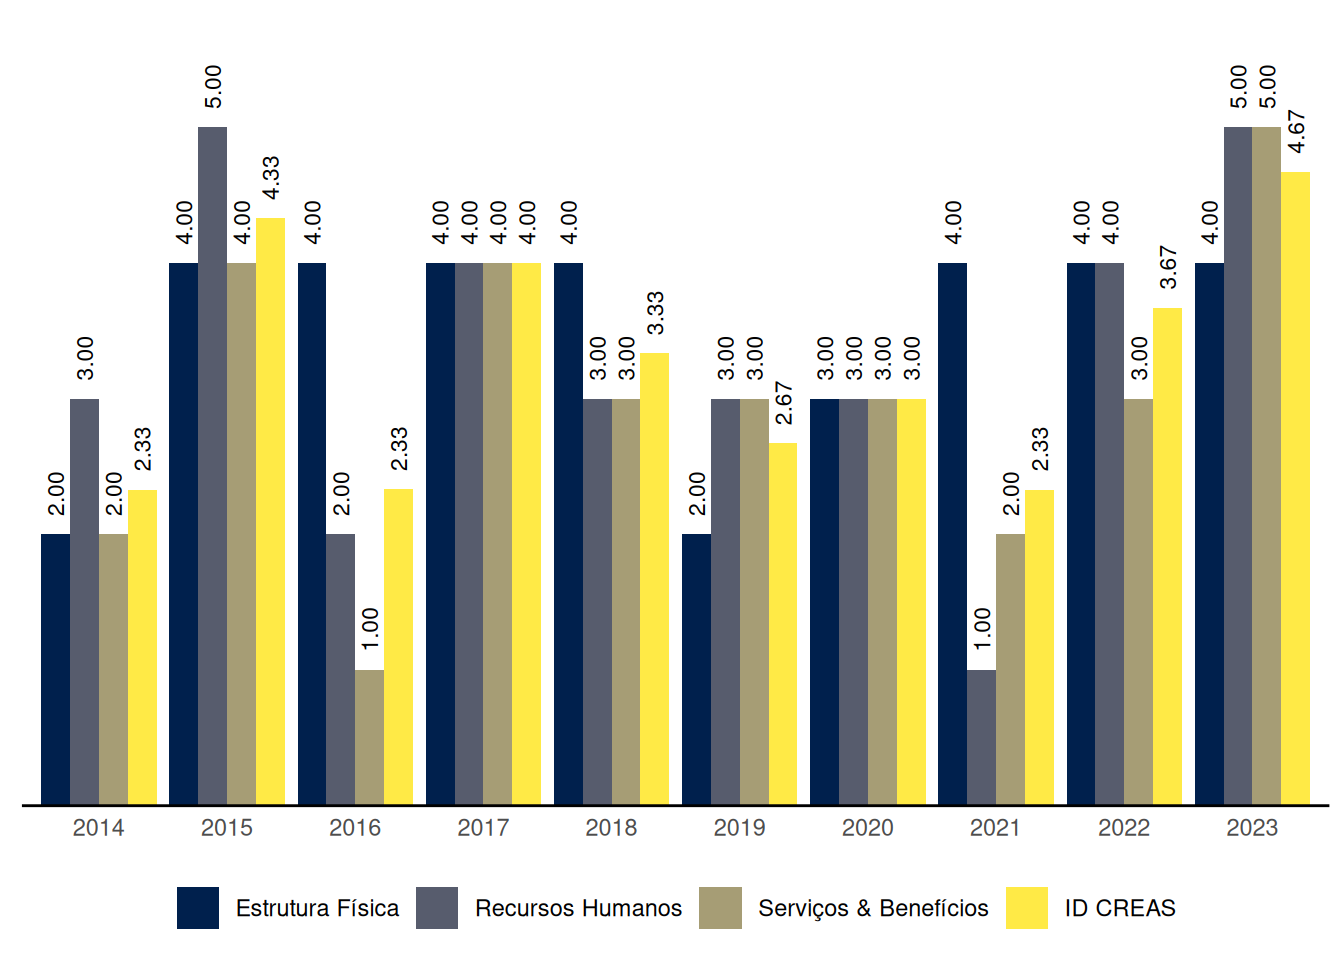 2.00 3.00 2.00 2.33 4.00 5.00 4.00 4.33 4.00 2.00 1.00 2.33 4.00 4.00 4.00 4.00 4.00 3.00 3.00 3.33 2.00 3.00 3.00 2.67 3.00 3.00 3.00 3.00 4.00 1.00 2.00 2.33 4.00 4.00 3.00 3.67 4.00 5.00 5.00 4.67
2014 2015 2016 2017 2018 2019 2020 2021 2022 2023
Estrutura Física Recursos Humanos Serviços & Benefícios ID CREAS